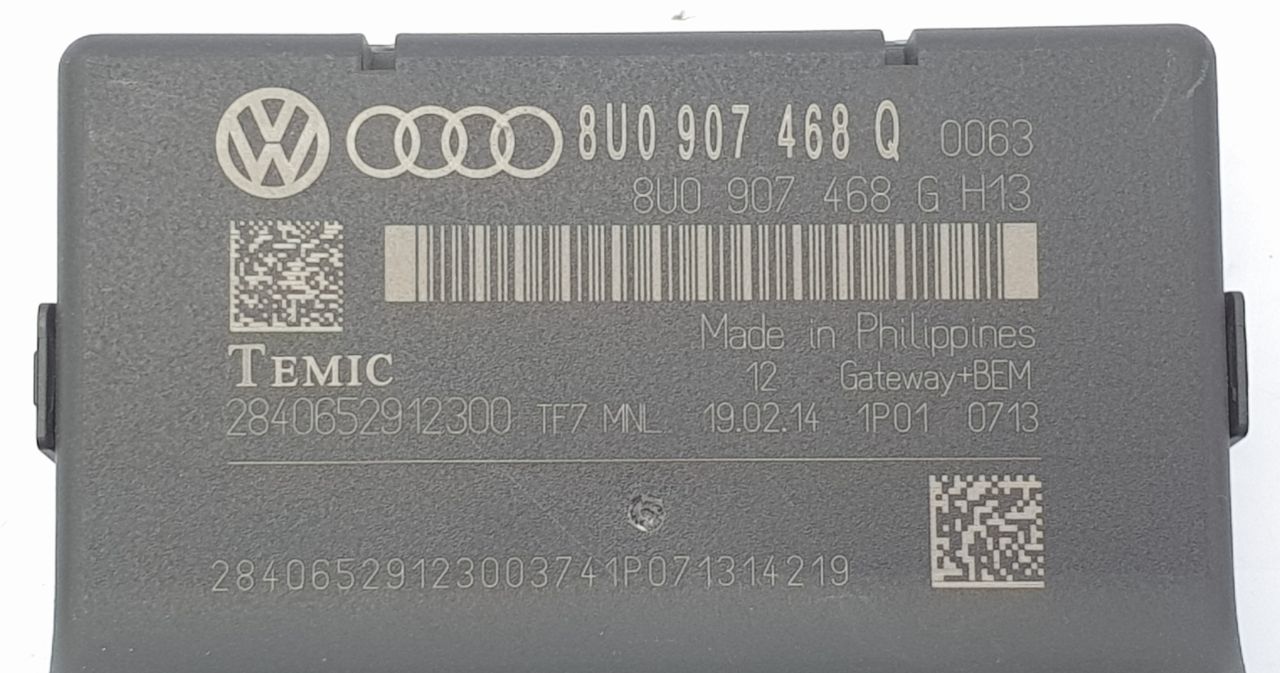 8U0 907 468 Q 0063
8U0 907 468 G H13
Made in Philippines
TEMIC 12 Gateway+BEM
2840652912300 TF7 MNL 19.02.14 1P01 0713
28406529123003741P071314219